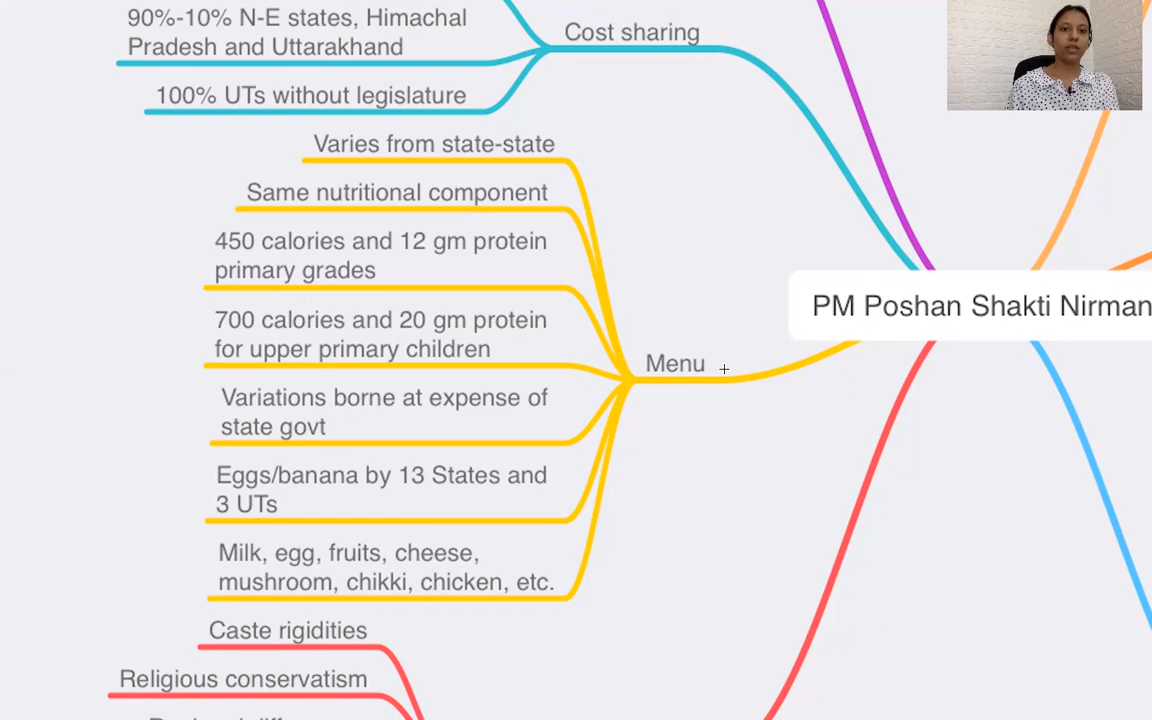 90%-10% N-E states, Himachal
Pradesh and Uttarakhand
Cost sharing
100% UTs without legislature
Varies from state-state
Same nutritional component
450 calories and 12 gm protein
primary grades
700 calories and 20 gm protein
for upper primary children
Menu
PM Poshan Shakti Nirman
Variations borne at expense of
state govt
Eggs/banana by 13 States and
3 UTs
Milk, egg, fruits, cheese,
mushroom, chikki, chicken, etc.
Caste rigidities
Religious conservatism